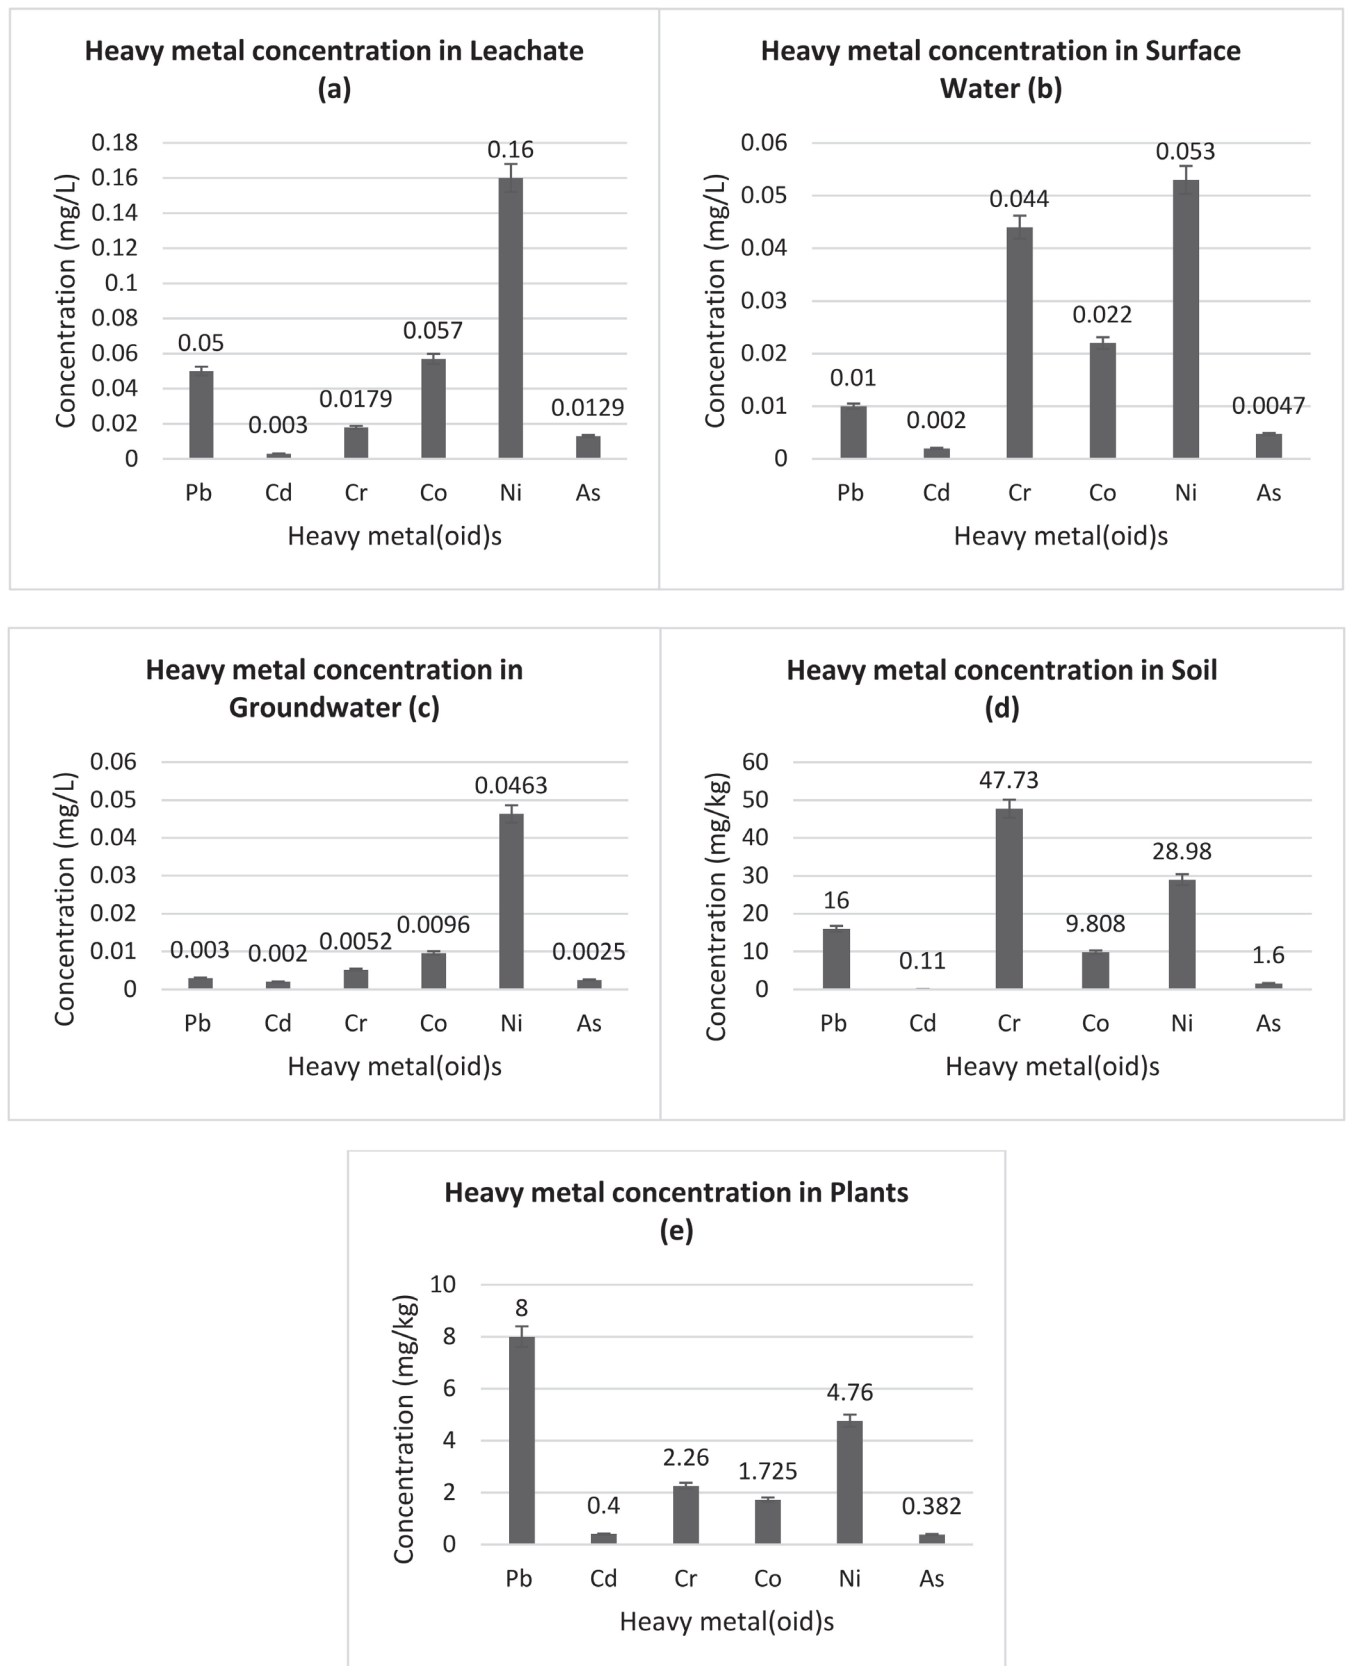 Heavy metal concentration in Leachate
(a)
0.18
0.16
0.14
0.12
0.1
0.08
0.06
0.04
0.02
0
Concentration (mg/L)
0.05
0.003
0.0179
0.057
0.16
0.0129
Pb Cd Cr Co Ni As
Heavy metal(oid)s
Heavy metal concentration in Surface
Water (b)
0.06
0.05
0.04
0.03
0.02
0.01
0
Concentration (mg/L)
0.01
0.002
0.044
0.022
0.053
0.0047
Pb Cd Cr Co Ni As
Heavy metal(oid)s
Heavy metal concentration in
Groundwater (c)
0.06
0.05
0.04
0.03
0.02
0.01
0
Concentration (mg/L)
0.003
0.002
0.0052
0.0096
0.0463
0.0025
Pb Cd Cr Co Ni As
Heavy metal(oid)s
Heavy metal concentration in Soil
(d)
60
50
40
30
20
10
0
Concentration (mg/kg)
16
0.11
47.73
9.808
28.98
1.6
Pb Cd Cr Co Ni As
Heavy metal(oid)s
Heavy metal concentration in Plants
(e)
10
8
6
4
2
0
Concentration (mg/kg)
8
0.4
2.26
1.725
4.76
0.382
Pb Cd Cr Co Ni As
Heavy metal(oid)s